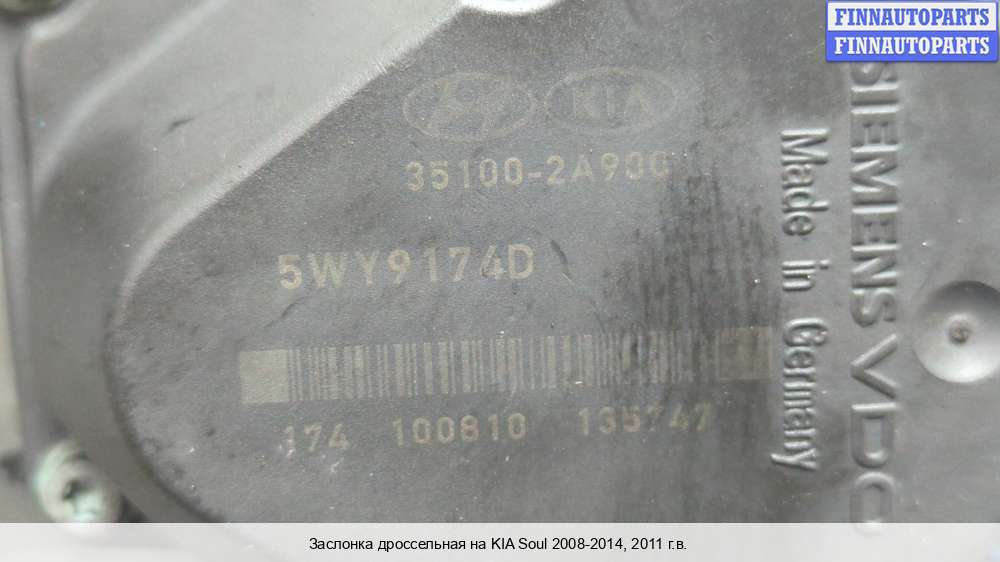 FINNAUTOPARTS
FINNAUTOPARTS
KIA
35100-2A900
5WY9174D
174 100810 135747
SIEMENS VDO
Made in Germany
Заслонка дроссельная на KIA Soul 2008-2014, 2011 г.в.